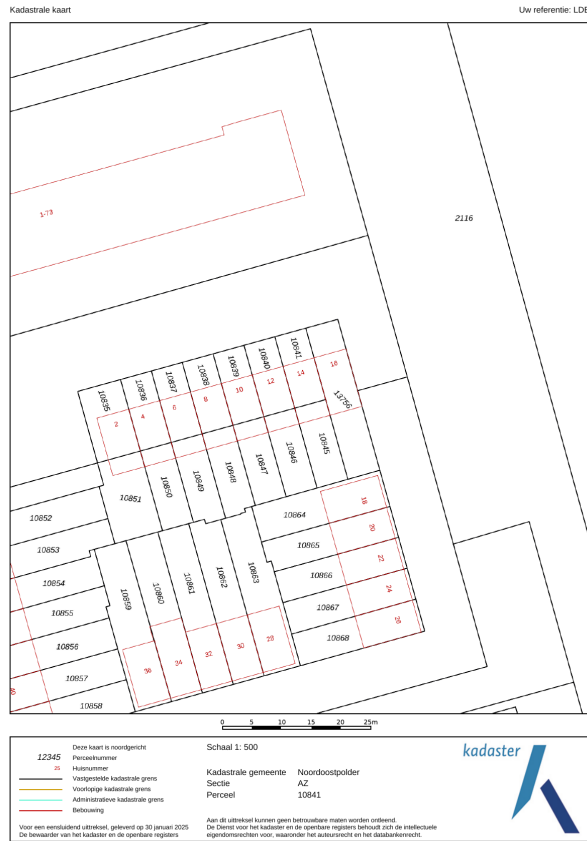 Kadastrale kaart
Uw referentie: LDE
2116
1-73
10835
10836
10837
10838
10839
10840
10841
2
4
6
8
10
12
14
16
13756
10851
10850
10849
10848
10847
10846
10845
10852
10853
10854
10855
10856
10857
10858
10859
10860
10861
10862
10863
10864
10865
10866
10867
10868
18
20
22
24
26
36
34
32
30
28
0 5 10 15 20 25m
Deze kaart is noordgericht
12345 Perceelnummer
25 Huisnummer
Vastgestelde kadastrale grens
Voorlopige kadastrale grens
Administratieve kadastrale grens
Bebouwing
Voor een eensluidend uittreksel, geleverd op 30 januari 2025
De bewaarder van het kadaster en de openbare registers
Schaal 1: 500
Kadastrale gemeente Noordoostpolder
Sectie AZ
Perceel 10841
Aan dit uittreksel kunnen geen betrouwbare maten worden ontleend.
De Dienst voor het kadaster en de openbare registers behoudt zich de intellectuele
eigendomsrechten voor, waaronder het auteursrecht en het databankenrecht.
kadaster